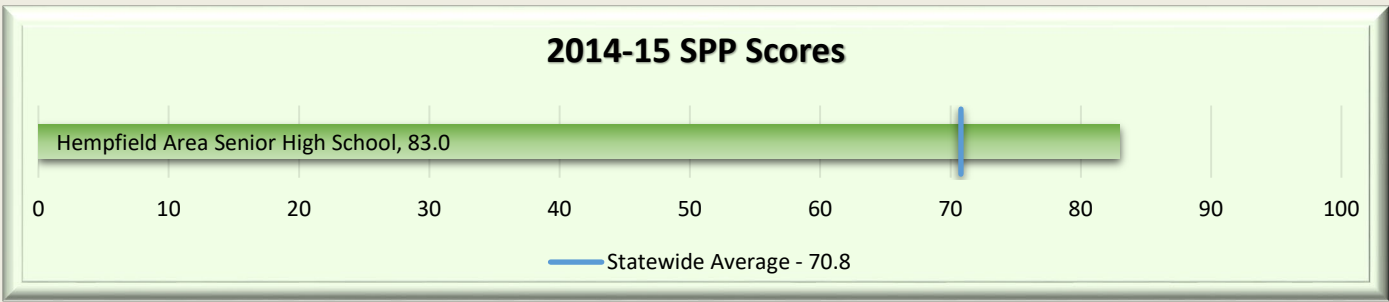 2014-15 SPP Scores
Hempfield Area Senior High School, 83.0
0 10 20 30 40 50 60 70 80 90 100
Statewide Average - 70.8